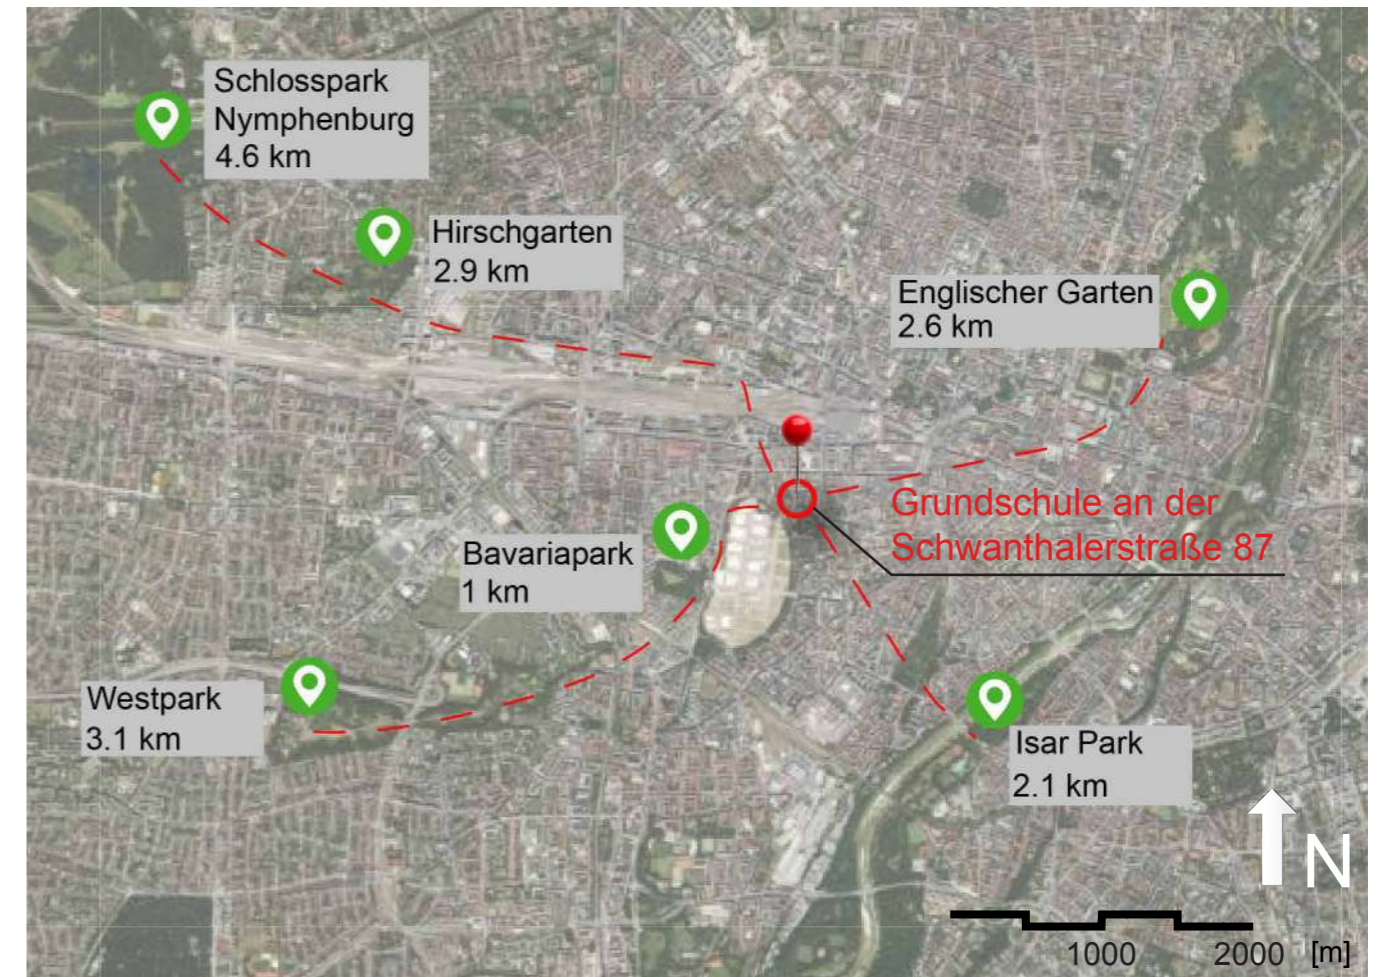 Schlosspark
Nymphenburg
4.6 km
Hirschgarten
2.9 km
Englischer Garten
2.6 km
Grundschule an der
Schwanthalerstraße 87
Bavariapark
1 km
Westpark
3.1 km
Isar Park
2.1 km
N
1000 2000 [m]